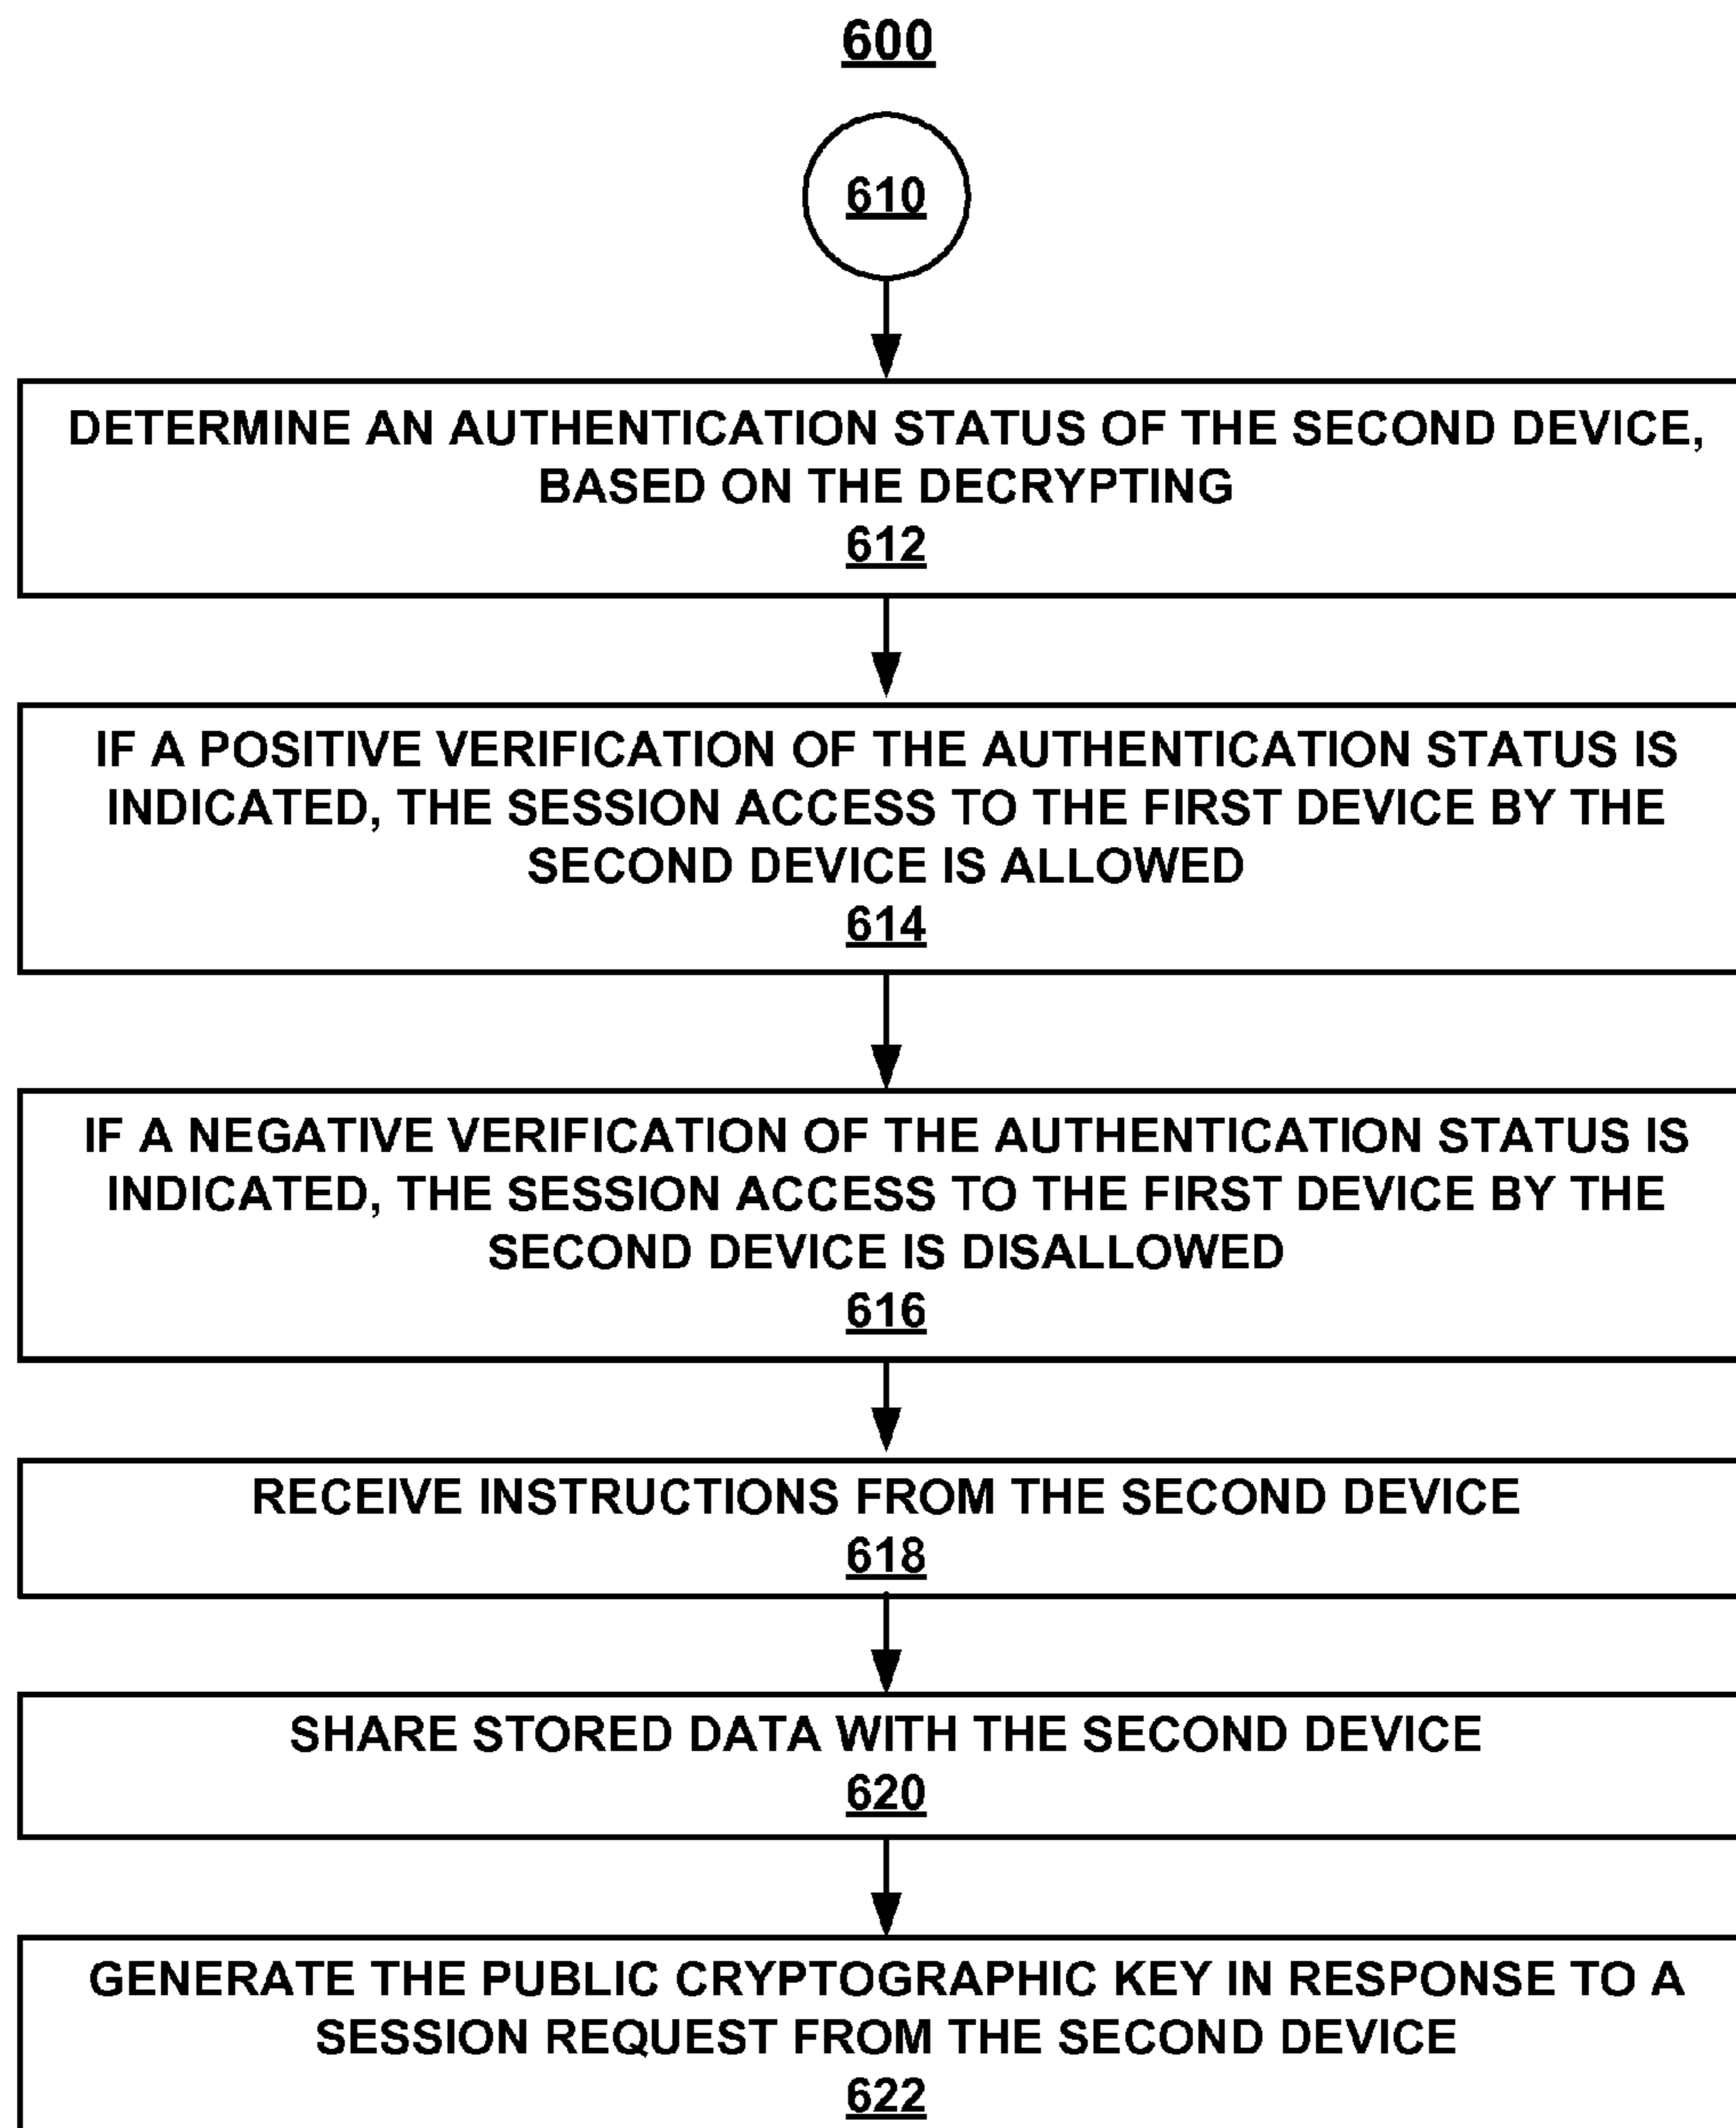 600
610
DETERMINE AN AUTHENTICATION STATUS OF THE SECOND DEVICE,
BASED ON THE DECRYPTING
612
IF A POSITIVE VERIFICATION OF THE AUTHENTICATION STATUS IS
INDICATED, THE SESSION ACCESS TO THE FIRST DEVICE BY THE
SECOND DEVICE IS ALLOWED
614
IF A NEGATIVE VERIFICATION OF THE AUTHENTICATION STATUS IS
INDICATED, THE SESSION ACCESS TO THE FIRST DEVICE BY THE
SECOND DEVICE IS DISALLOWED
616
RECEIVE INSTRUCTIONS FROM THE SECOND DEVICE
618
SHARE STORED DATA WITH THE SECOND DEVICE
620
GENERATE THE PUBLIC CRYPTOGRAPHIC KEY IN RESPONSE TO A
SESSION REQUEST FROM THE SECOND DEVICE
622